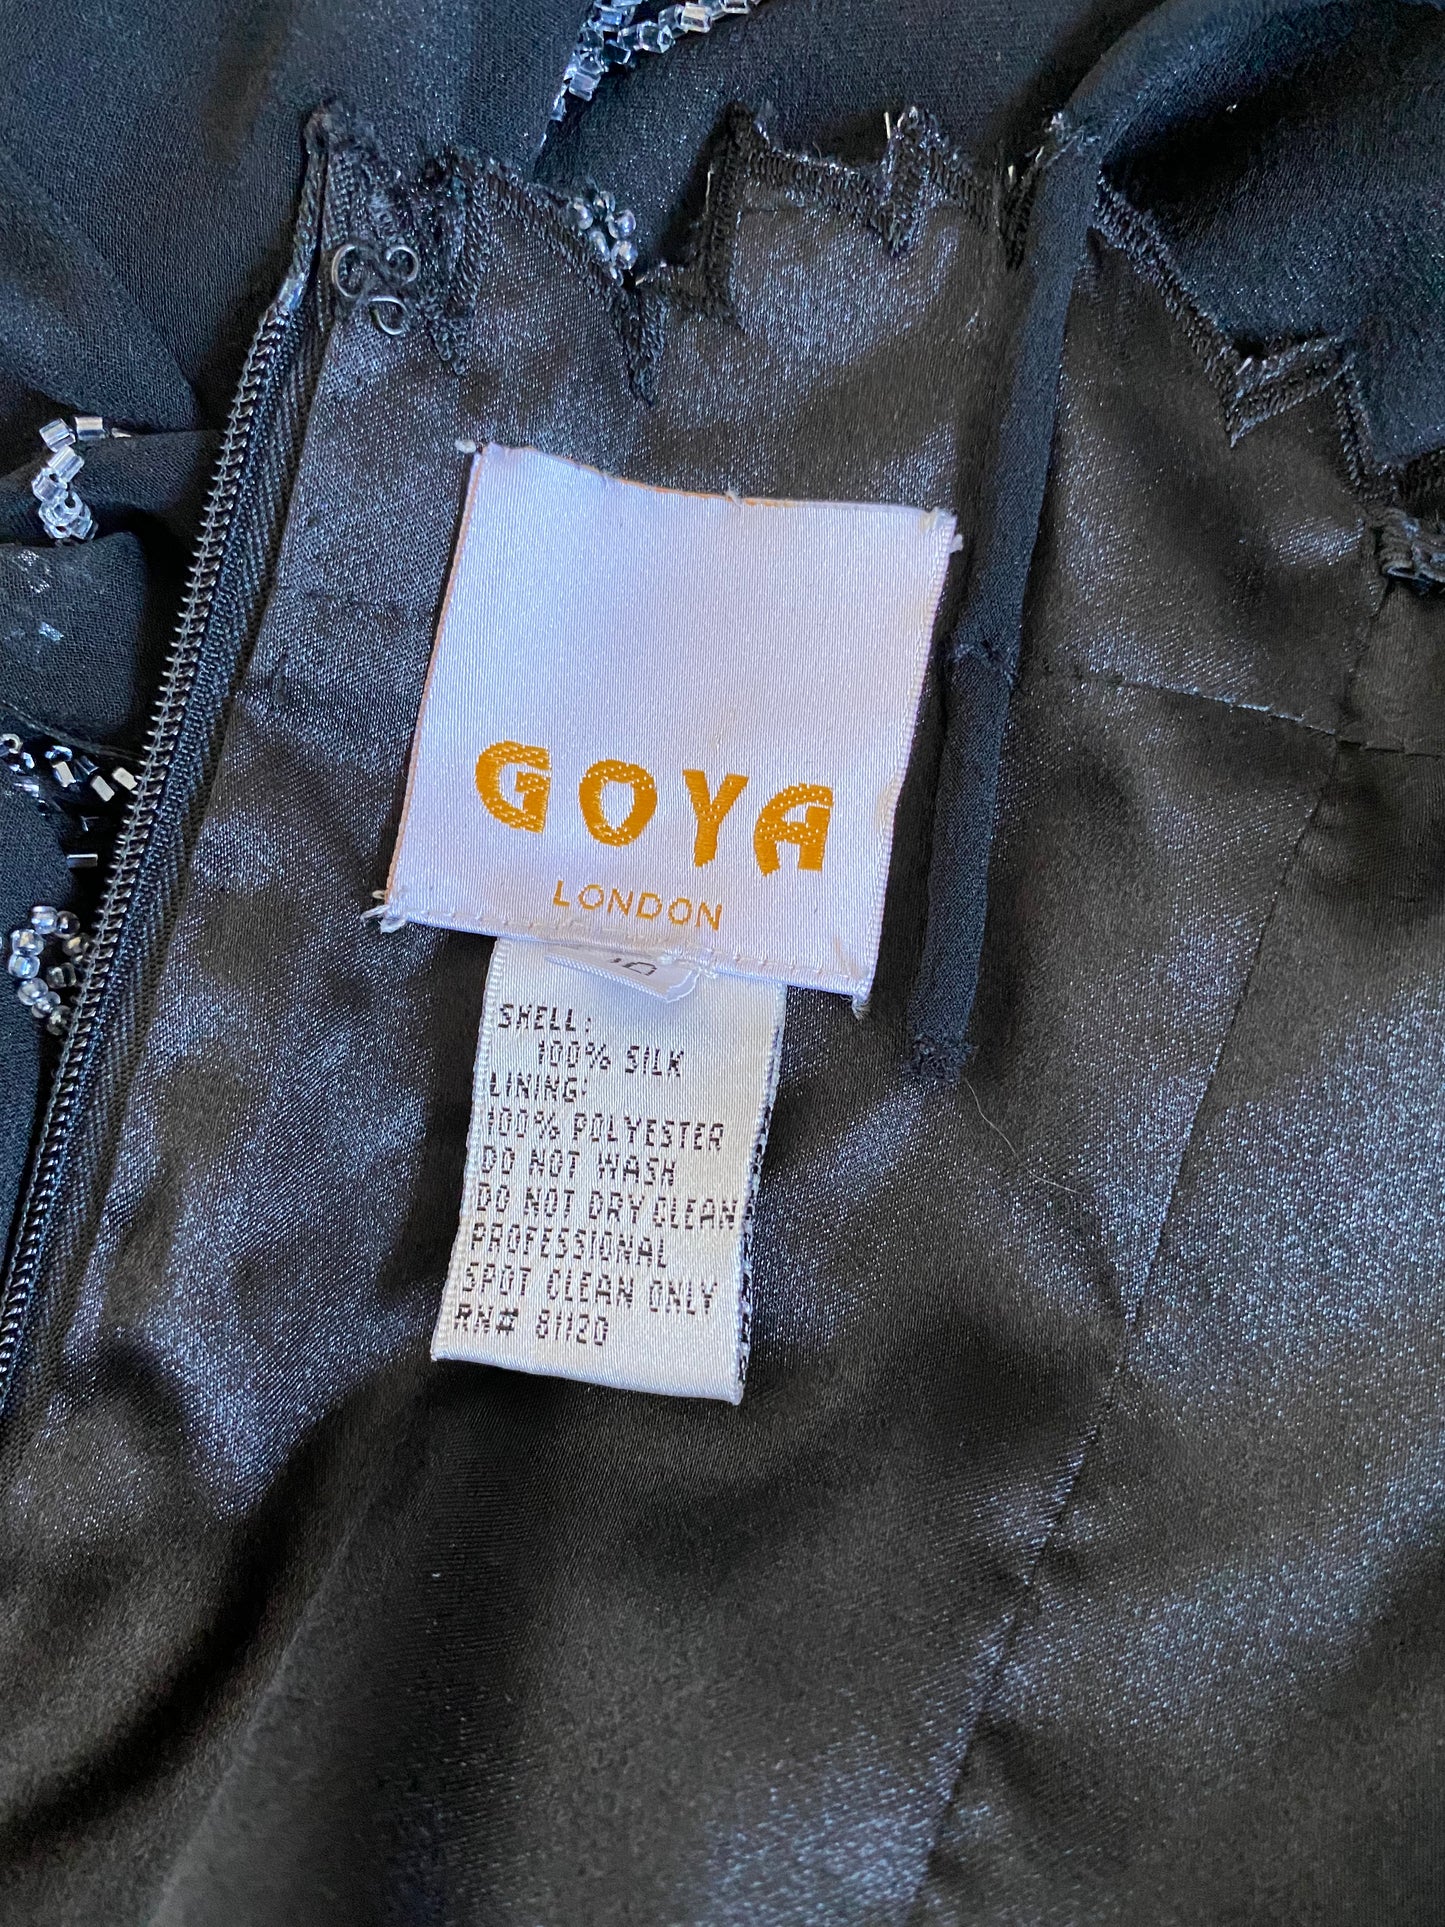 GOYA
LONDON
SHELL:
100% SILK
LINING:
100% POLYESTER
DO NOT WASH
DO NOT DRY CLEAN
PROFESSIONAL
SPOT CLEAN ONLY
RN# 81120